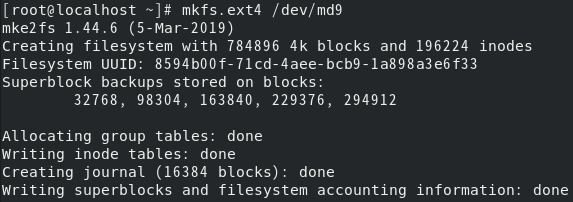 [root@localhost ~]# mkfs.ext4 /dev/md9
mke2fs 1.44.6 (5-Mar-2019)
Creating filesystem with 784896 4k blocks and 196224 inodes
Filesystem UUID: 8594b00f-71cd-4aee-bcb9-1a898a3e6f33
Superblock backups stored on blocks:
        32768, 98304, 163840, 229376, 294912

Allocating group tables: done
Writing inode tables: done
Creating journal (16384 blocks): done
Writing superblocks and filesystem accounting information: done